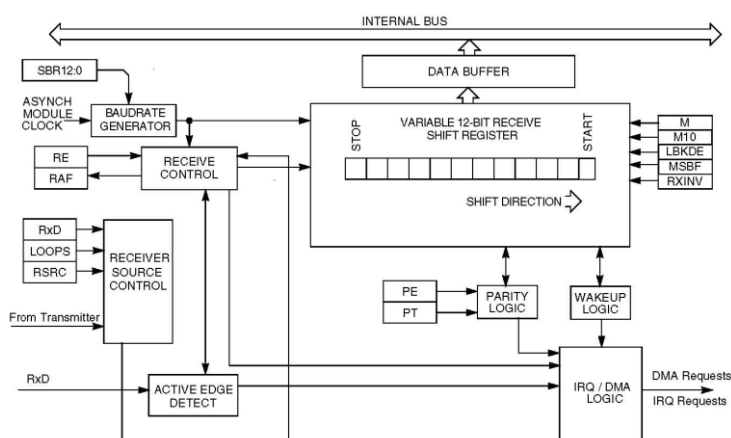 INTERNAL BUS
SBR12:0
DATA BUFFER
ASYNCH
MODULE
CLOCK
BAUDRATE
GENERATOR
STOP
VARIABLE 12-BIT RECEIVE
SHIFT REGISTER
START
M
M10
LBKDE
MSBF
RXINV
RE
RAF
RECEIVE
CONTROL
SHIFT DIRECTION
RxD
LOOPS
RSRC
RECEIVER
SOURCE
CONTROL
From Transmitter
PE
PT
PARITY
LOGIC
WAKEUP
LOGIC
RxD
ACTIVE EDGE
DETECT
IRQ / DMA
LOGIC
DMA Requests
IRQ Requests